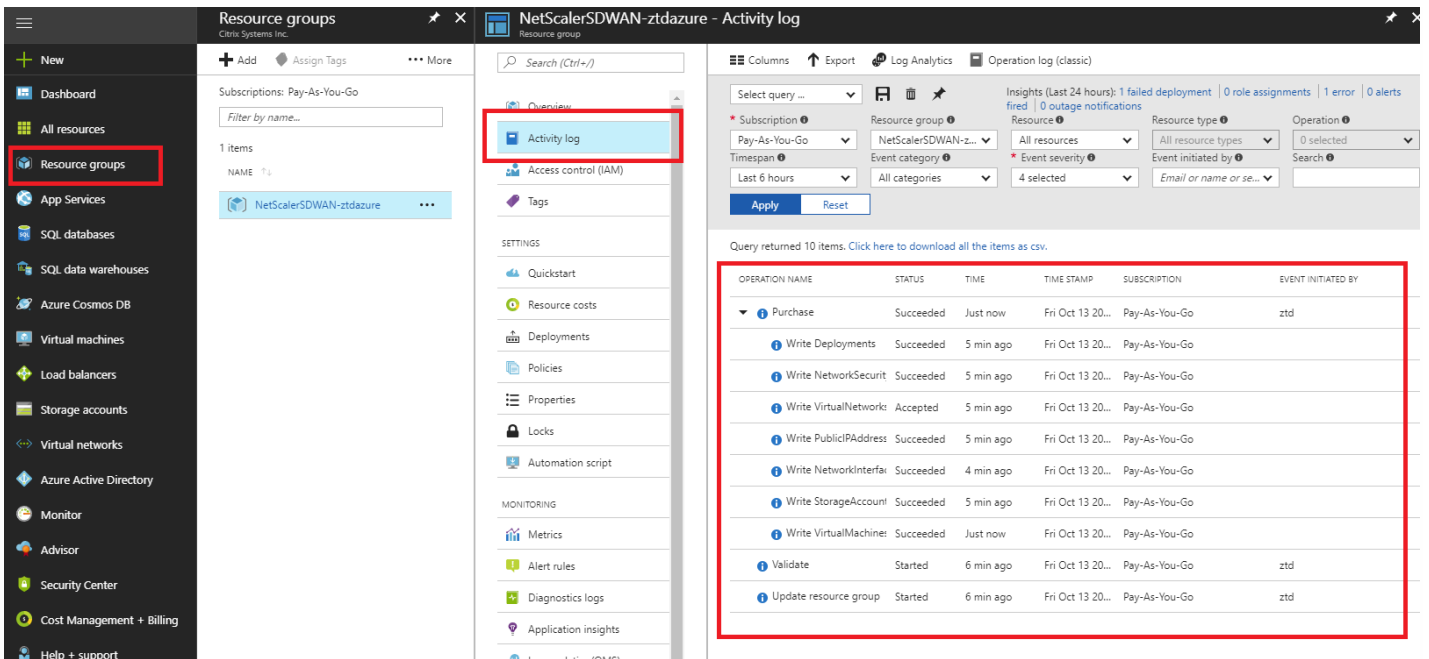 Resource groups
Citrix Systems Inc.
NetScalerSDWAN-ztdazure - Activity log
Resource group
New
Dashboard
All resources
Resource groups
App Services
SQL databases
SQL data warehouses
Azure Cosmos DB
Virtual machines
Load balancers
Storage accounts
Virtual networks
Azure Active Directory
Monitor
Advisor
Security Center
Cost Management + Billing
Help + support
Add Assign Tags ••• More
Subscriptions: Pay-As-You-Go
Filter by name...
1 items
NAME ↑↓
NetScalerSDWAN-ztdazure •••
Search (Ctrl+/)
Overview
Activity log
Access control (IAM)
Tags
SETTINGS
Quickstart
Resource costs
Deployments
Policies
Properties
Locks
Automation script
MONITORING
Metrics
Alert rules
Diagnostics logs
Application insights
Columns Export Log Analytics Operation log (classic)
Select query ... Insights (Last 24 hours): 1 failed deployment | 0 role assignments | 1 error | 0 alerts
fired | 0 outage notifications
* Subscription Resource group Resource Resource type Operation
Pay-As-You-Go NetScalerSDWAN-z... All resources All resource types 0 selected
Timespan Event category * Event severity Event initiated by Search
Last 6 hours All categories 4 selected Email or name or se...
Apply Reset
Query returned 10 items. Click here to download all the items as csv.
OPERATION NAME STATUS TIME TIME STAMP SUBSCRIPTION EVENT INITIATED BY
Purchase Succeeded Just now Fri Oct 13 20... Pay-As-You-Go ztd
Write Deployments Succeeded 5 min ago Fri Oct 13 20... Pay-As-You-Go
Write NetworkSecurit Succeeded 5 min ago Fri Oct 13 20... Pay-As-You-Go
Write VirtualNetworks Accepted 5 min ago Fri Oct 13 20... Pay-As-You-Go
Write PublicIPAddress Succeeded 5 min ago Fri Oct 13 20... Pay-As-You-Go
Write NetworkInterfac Succeeded 4 min ago Fri Oct 13 20... Pay-As-You-Go
Write StorageAccount Succeeded 5 min ago Fri Oct 13 20... Pay-As-You-Go
Write VirtualMachines Succeeded Just now Fri Oct 13 20... Pay-As-You-Go
Validate Started 6 min ago Fri Oct 13 20... Pay-As-You-Go ztd
Update resource group Started 6 min ago Fri Oct 13 20... Pay-As-You-Go ztd